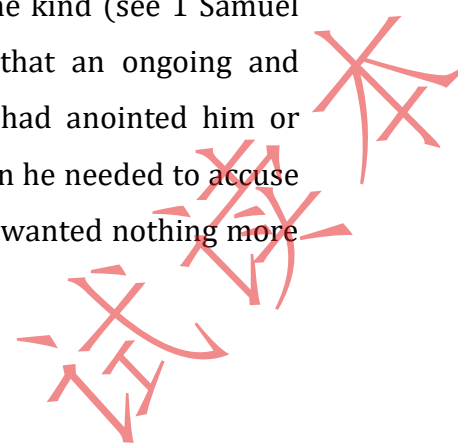 he kind (see 1 Samuel
that an ongoing and
had anointed him or
n he needed to accuse
wanted nothing more
试读本